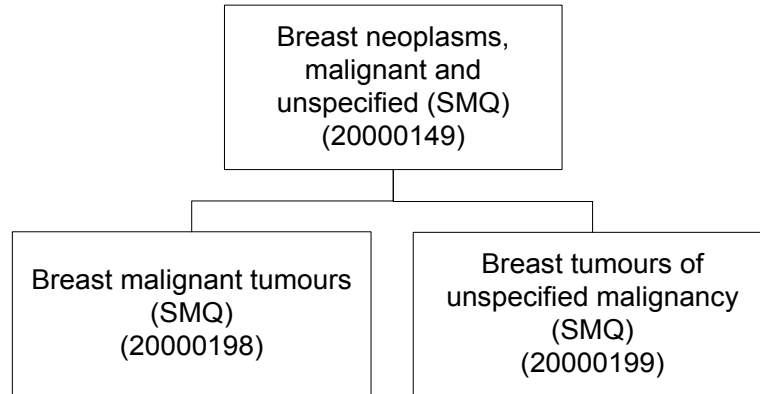 Breast neoplasms,
malignant and
unspecified (SMQ)
(20000149)
Breast malignant tumours
(SMQ)
(20000198)
Breast tumours of
unspecified malignancy
(SMQ)
(20000199)